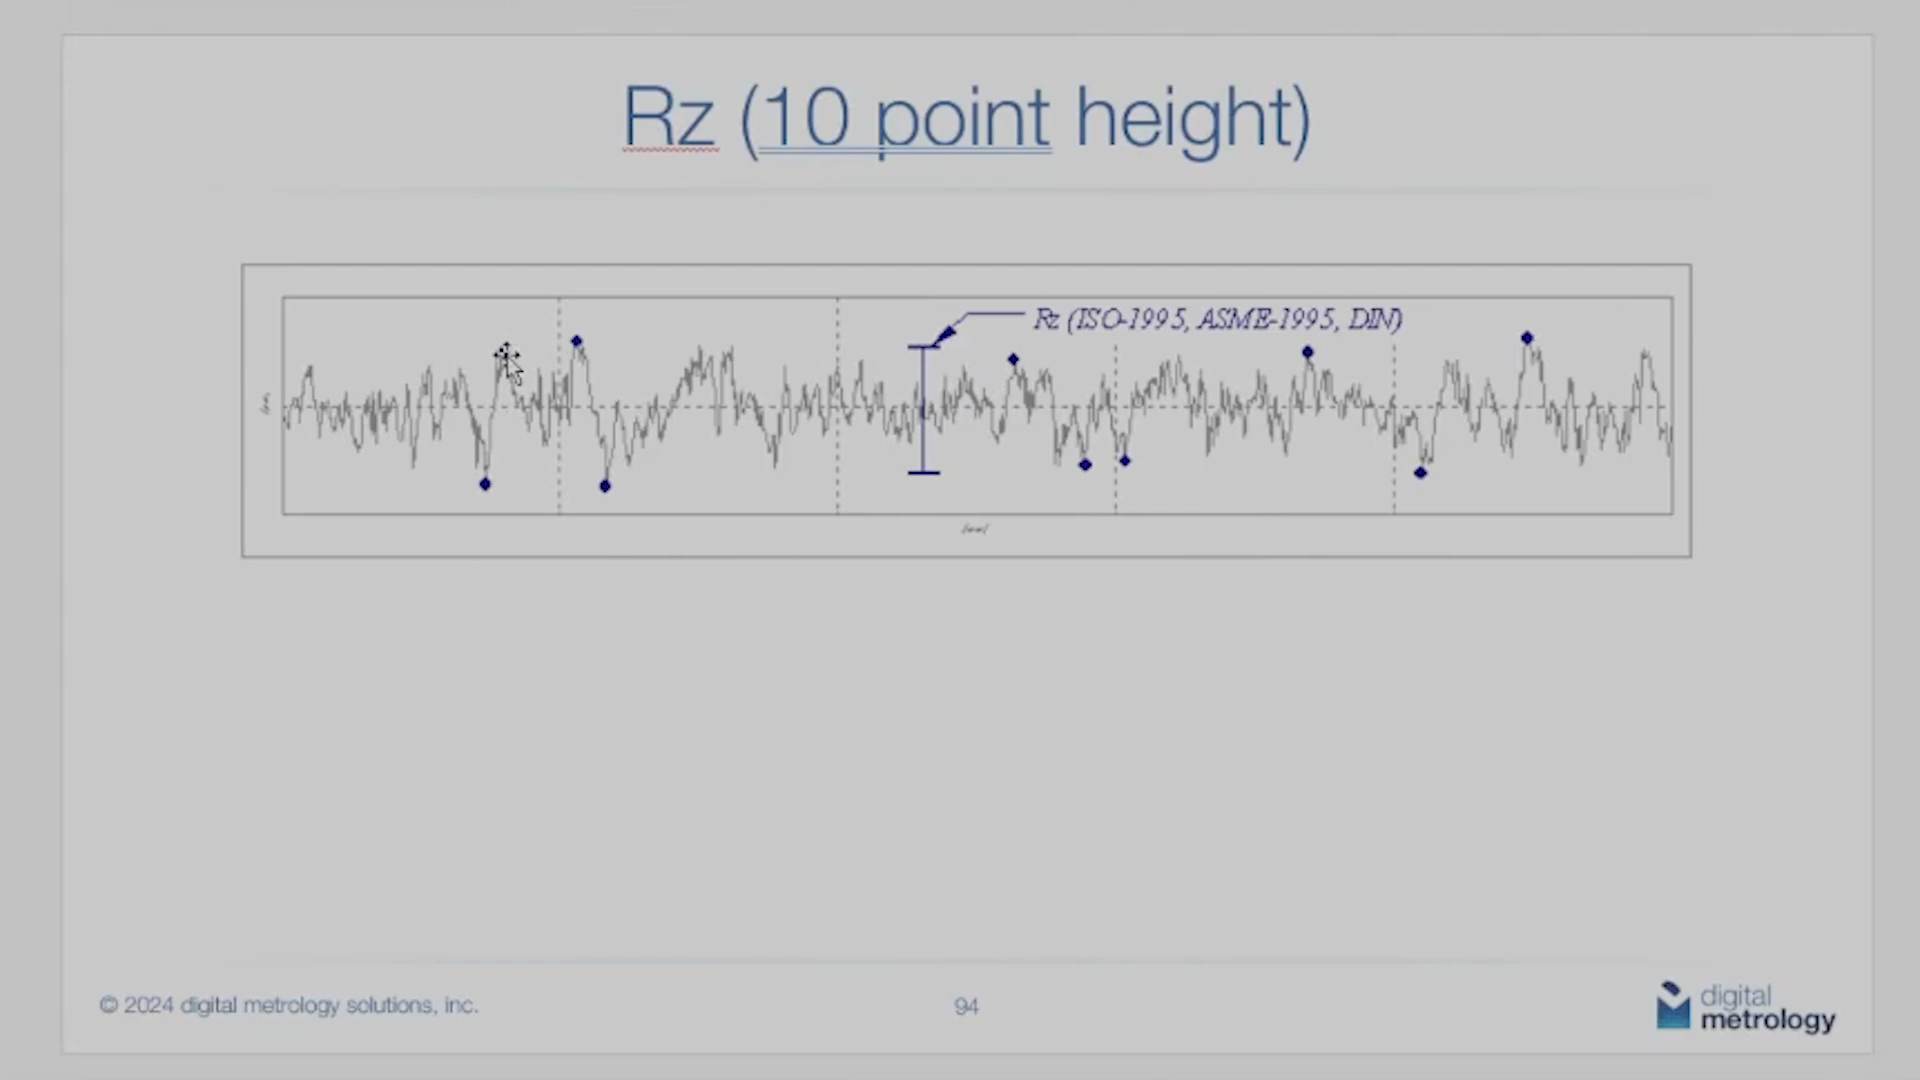 Rz (10 point height)
Rz (ISO-1995, ASME-1995, DIN)
© 2024 digital metrology solutions, inc.
94
digital
metrology